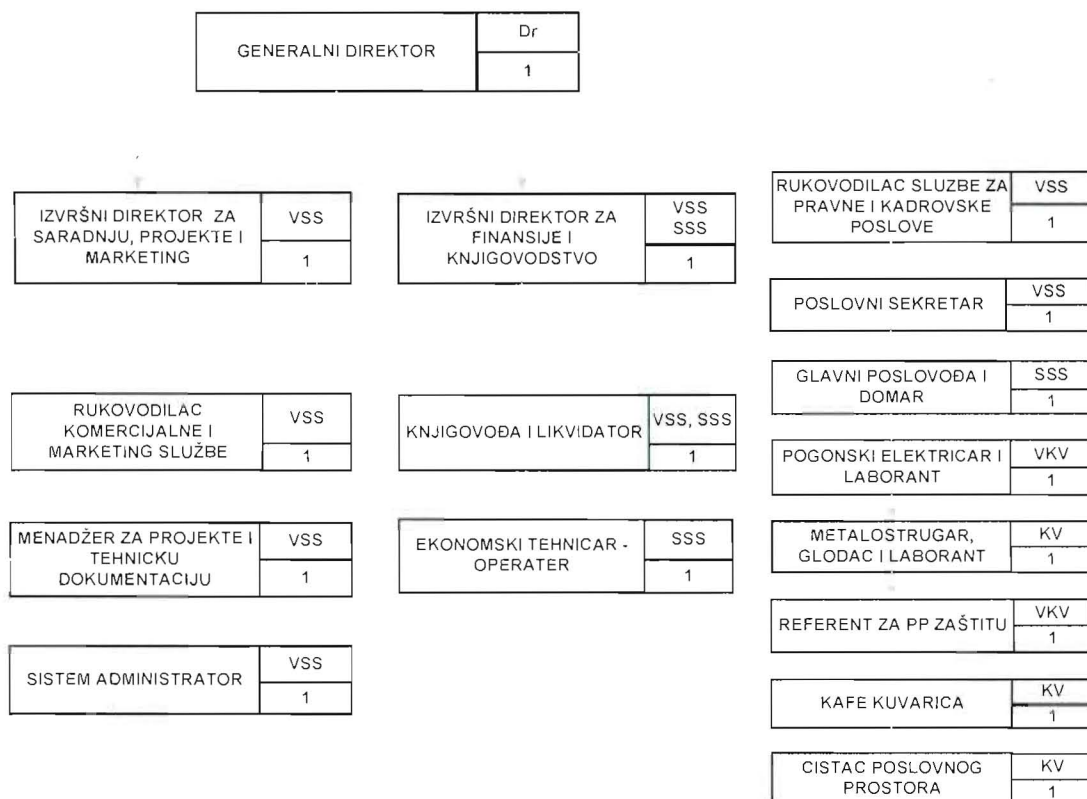 GENERALNI DIREKTOR
Dr
1
IZVRŠNI DIREKTOR ZA
SARADNJU, PROJEKTE I
MARKETING
VSS
1
RUKOVODILAC
KOMERCIJALNE I
MARKETING SLUŽBE
VSS
1
MENADŽER ZA PROJEKTE I
TEHNICKU
DOKUMENTACIJU
VSS
1
SISTEM ADMINISTRATOR
VSS
1
IZVRŠNI DIREKTOR ZA
FINANSIJE I
KNJIGOVODSTVO
VSS
SSS
1
KNJIGOVOĐA I LIKVIDATOR
VSS, SSS
1
EKONOMSKI TEHNICAR -
OPERATER
SSS
1
RUKOVODILAC SLUZBE ZA
PRAVNE I KADROVSKE
POSLOVE
VSS
1
POSLOVNI SEKRETAR
VSS
1
GLAVNI POSLOVOĐA I
DOMAR
SSS
1
POGONSKI ELEKTRICAR I
LABORANT
VKV
1
METALOSTRUGAR,
GLODAC I LABORANT
KV
1
REFERENT ZA PP ZAŠTITU
VKV
1
KAFE KUVARICA
KV
1
CISTAC POSLOVNOG
PROSTORA
KV
1